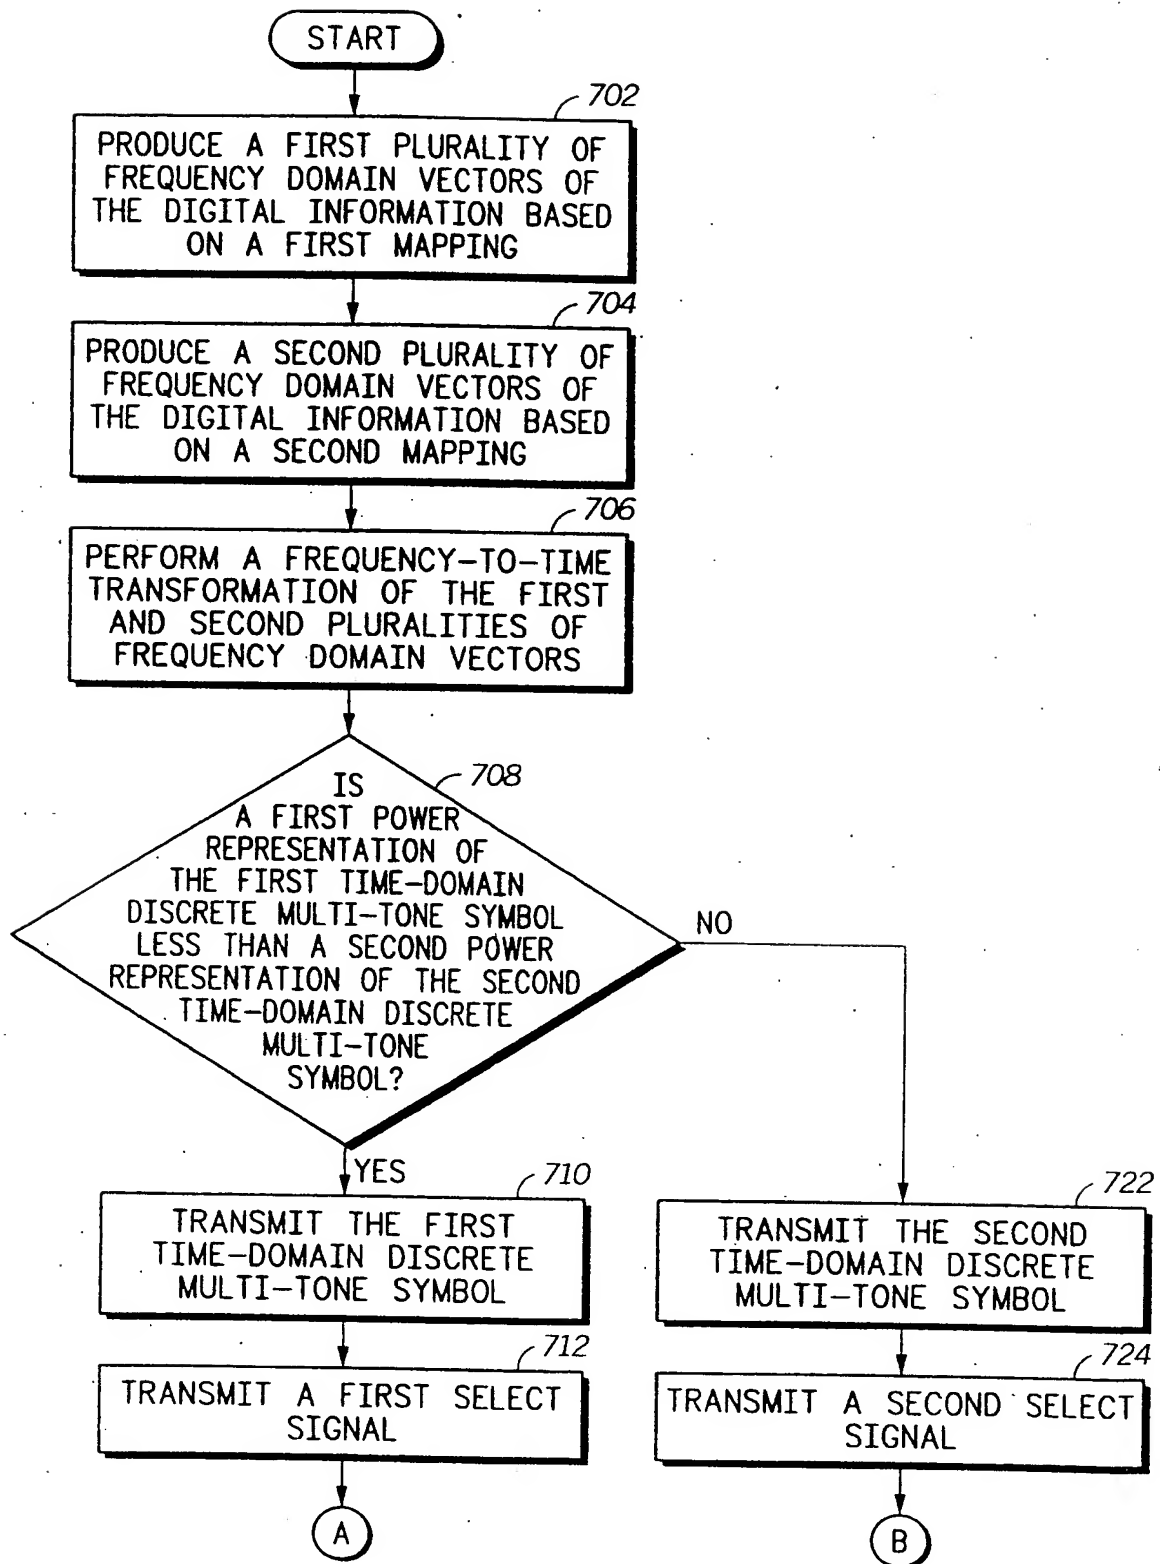 START
702
PRODUCE A FIRST PLURALITY OF
FREQUENCY DOMAIN VECTORS OF
THE DIGITAL INFORMATION BASED
ON A FIRST MAPPING
704
PRODUCE A SECOND PLURALITY OF
FREQUENCY DOMAIN VECTORS OF
THE DIGITAL INFORMATION BASED
ON A SECOND MAPPING
706
PERFORM A FREQUENCY-TO-TIME
TRANSFORMATION OF THE FIRST
AND SECOND PLURALITIES OF
FREQUENCY DOMAIN VECTORS
708
IS
A FIRST POWER
REPRESENTATION OF
THE FIRST TIME-DOMAIN
DISCRETE MULTI-TONE SYMBOL
LESS THAN A SECOND POWER
REPRESENTATION OF THE SECOND
TIME-DOMAIN DISCRETE
MULTI-TONE
SYMBOL?
NO
YES
710
TRANSMIT THE FIRST
TIME-DOMAIN DISCRETE
MULTI-TONE SYMBOL
712
TRANSMIT A FIRST SELECT
SIGNAL
A
722
TRANSMIT THE SECOND
TIME-DOMAIN DISCRETE
MULTI-TONE SYMBOL
724
TRANSMIT A SECOND SELECT
SIGNAL
B